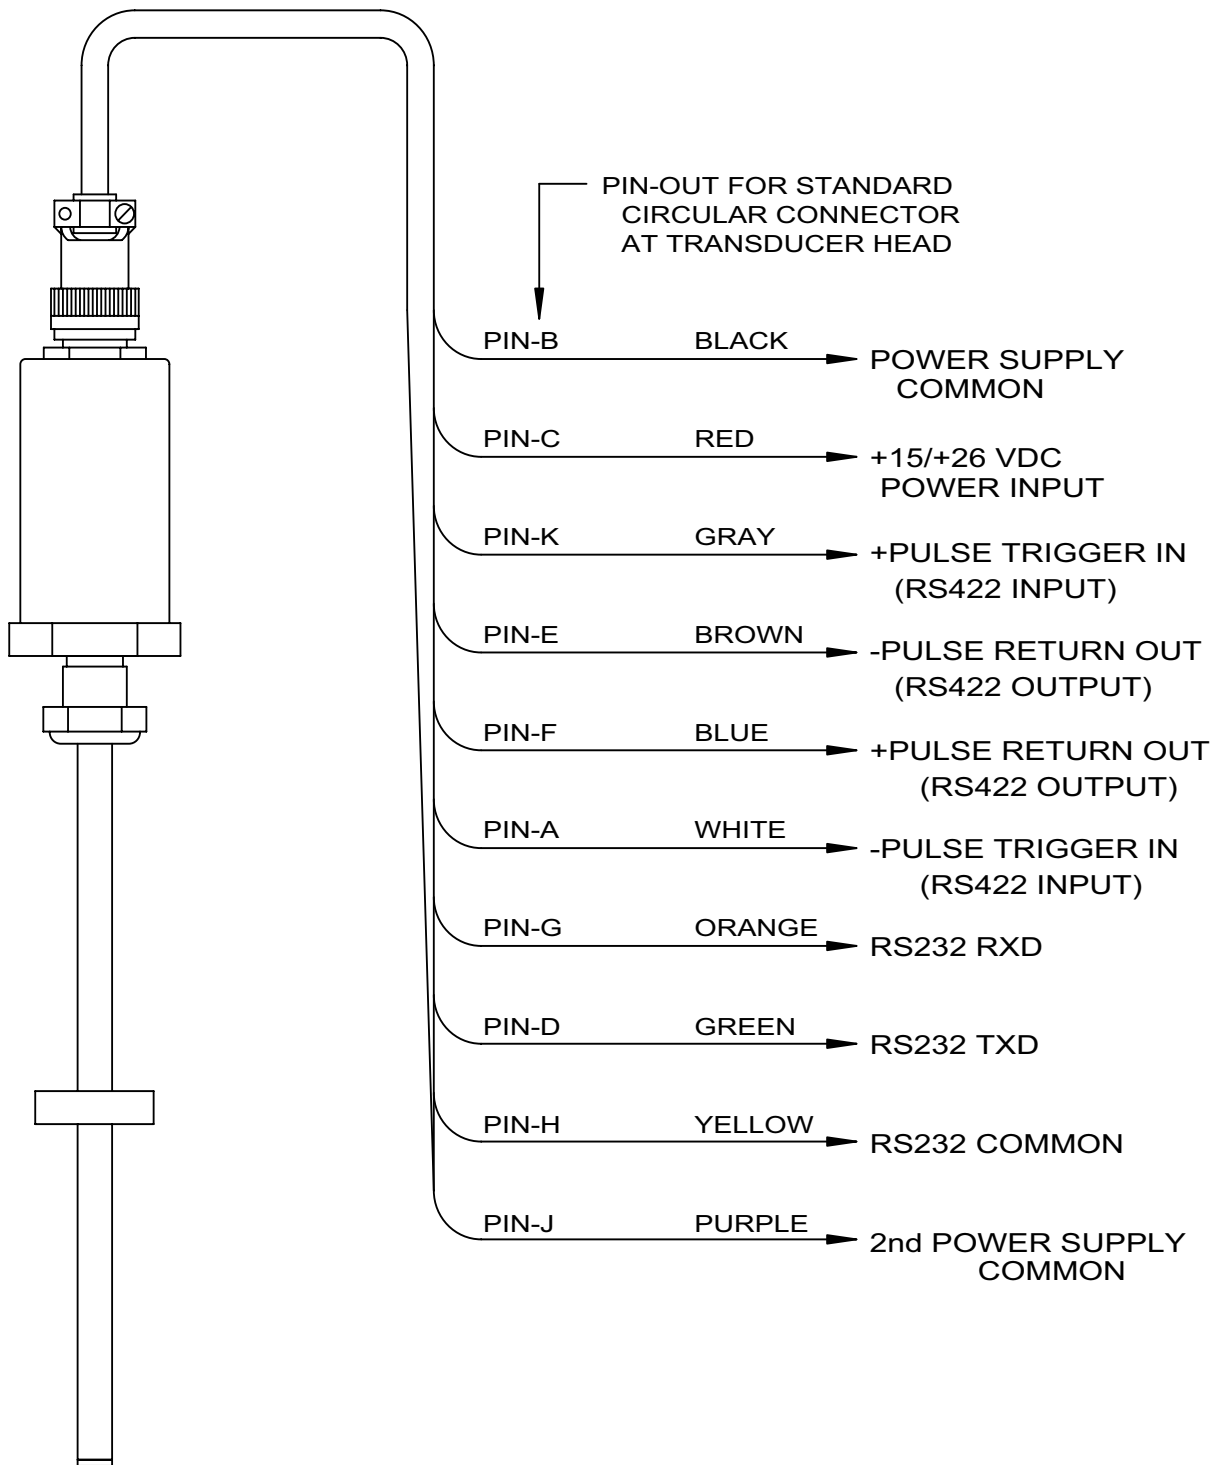 PIN-OUT FOR STANDARD
CIRCULAR CONNECTOR
AT TRANSDUCER HEAD
PIN-B BLACK POWER SUPPLY
COMMON
PIN-C RED +15/+26 VDC
POWER INPUT
PIN-K GRAY +PULSE TRIGGER IN
(RS422 INPUT)
PIN-E BROWN -PULSE RETURN OUT
(RS422 OUTPUT)
PIN-F BLUE +PULSE RETURN OUT
(RS422 OUTPUT)
PIN-A WHITE -PULSE TRIGGER IN
(RS422 INPUT)
PIN-G ORANGE RS232 RXD
PIN-D GREEN RS232 TXD
PIN-H YELLOW RS232 COMMON
PIN-J PURPLE 2nd POWER SUPPLY
COMMON